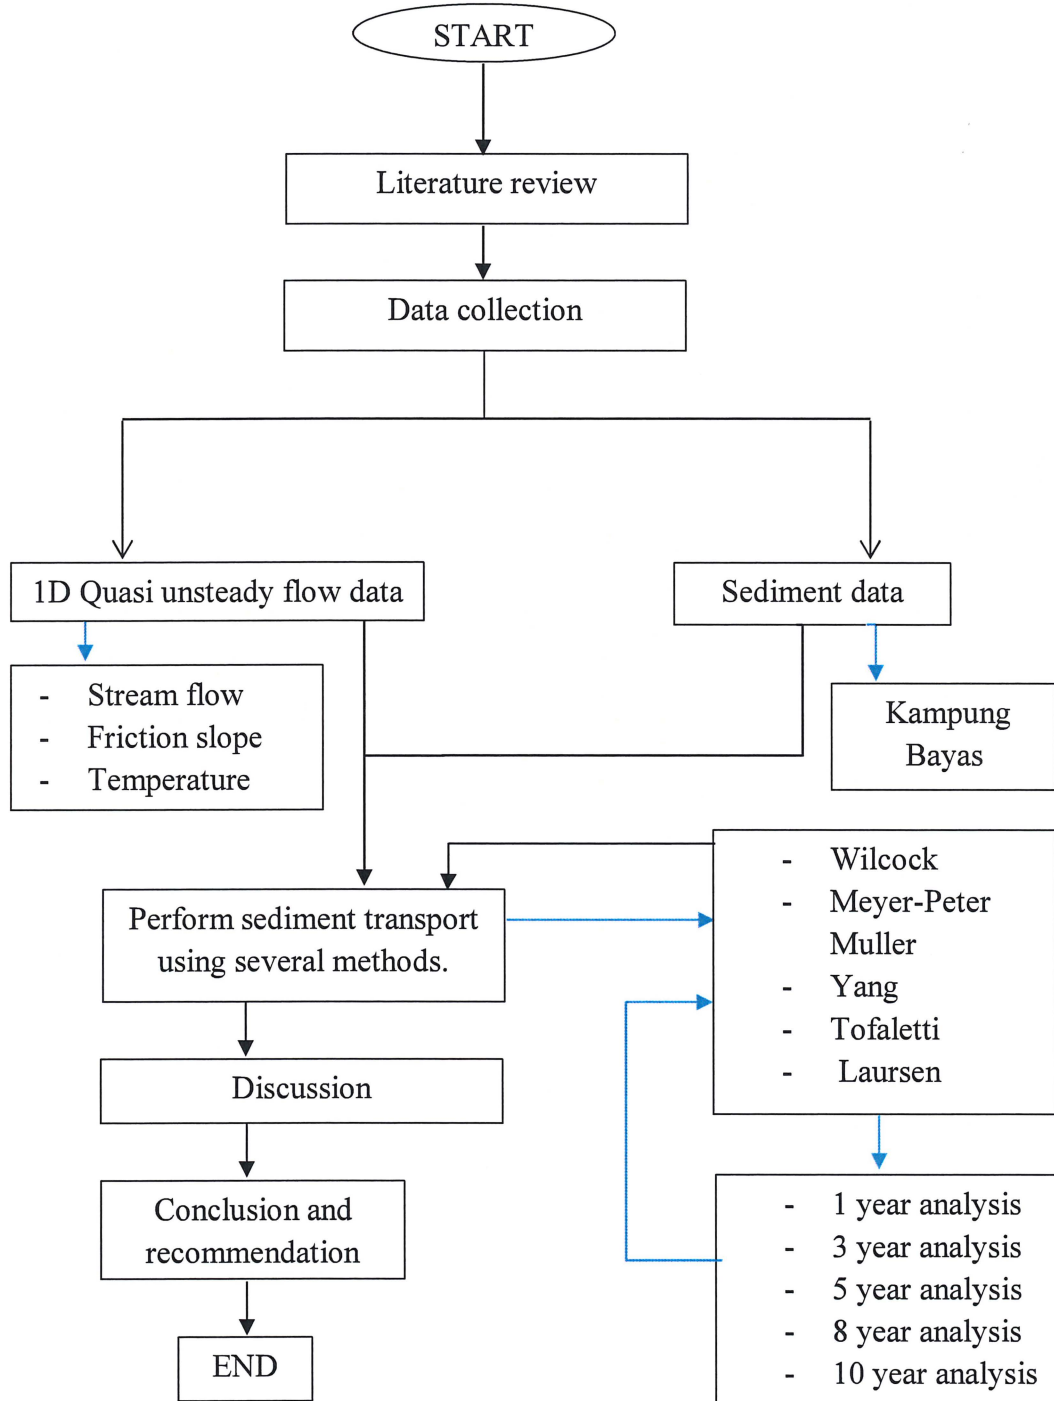 START
Literature review
Data collection
1D Quasi unsteady flow data
Sediment data
- Stream flow
- Friction slope
- Temperature
Kampung
Bayas
- Wilcock
- Meyer-Peter
Muller
- Yang
- Tofaletti
- Laursen
Perform sediment transport
using several methods.
Discussion
Conclusion and
recommendation
END
- 1 year analysis
- 3 year analysis
- 5 year analysis
- 8 year analysis
- 10 year analysis